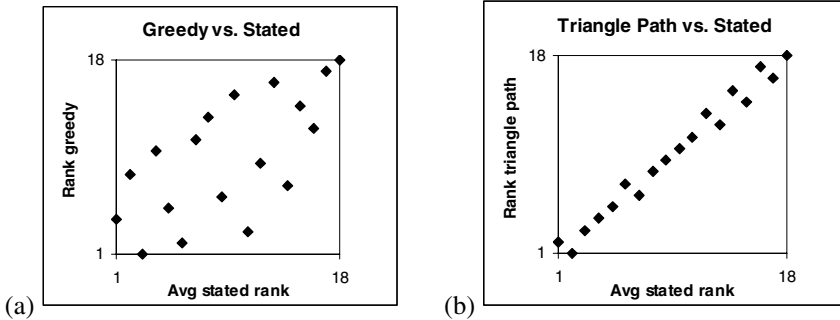 (a)
Greedy vs. Stated
Rank greedy
18
1
1
18
Avg stated rank
(b)
Triangle Path vs. Stated
Rank triangle path
18
1
1
18
Avg stated rank